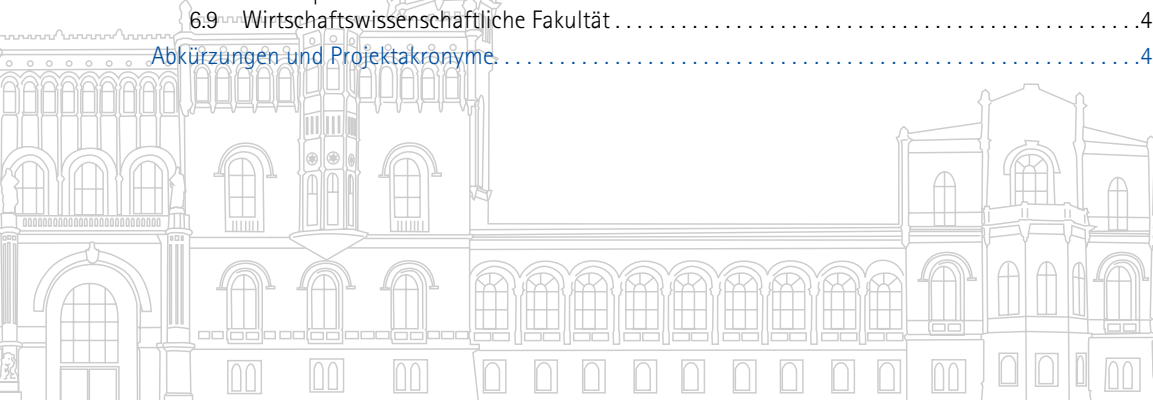 6.9 Wirtschaftswissenschaftliche Fakultät . . . . . . . . . . . . . . . . . . . . . . . . . . . . . . . . . . . . . . . . . . . . . . . . . . . . . . . . . . . . . 4
Abkürzungen und Projektakronyme. . . . . . . . . . . . . . . . . . . . . . . . . . . . . . . . . . . . . . . . . . . . . . . . . . . . . . . . . . . . . . . . . . . . . . . . . 4